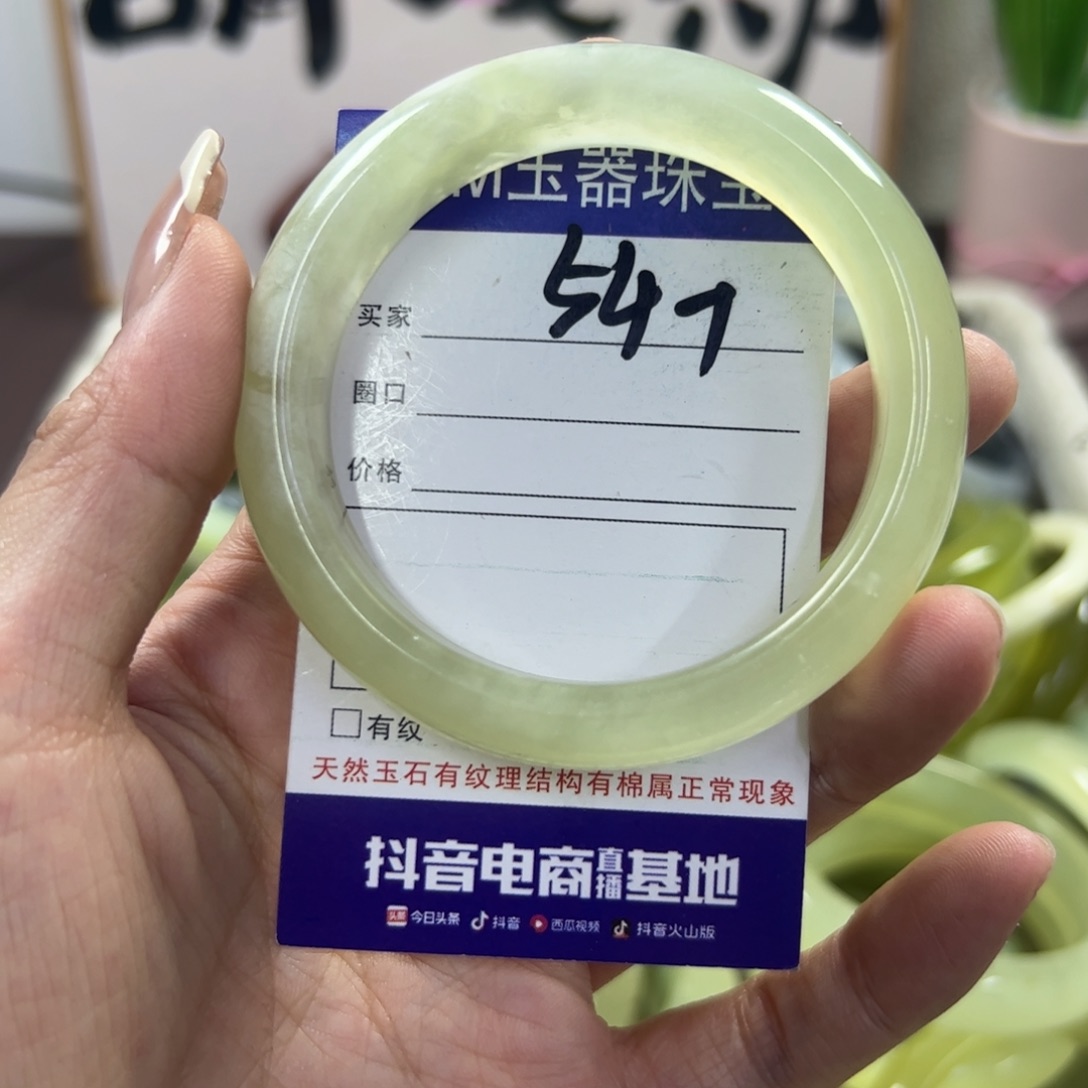 玉器珠宝
547
买家
圈口
价格
有纹
天然玉石有纹理结构有棉属正常现象
抖音电商直播基地
头条 今日头条 抖音 西瓜视频 抖音火山版